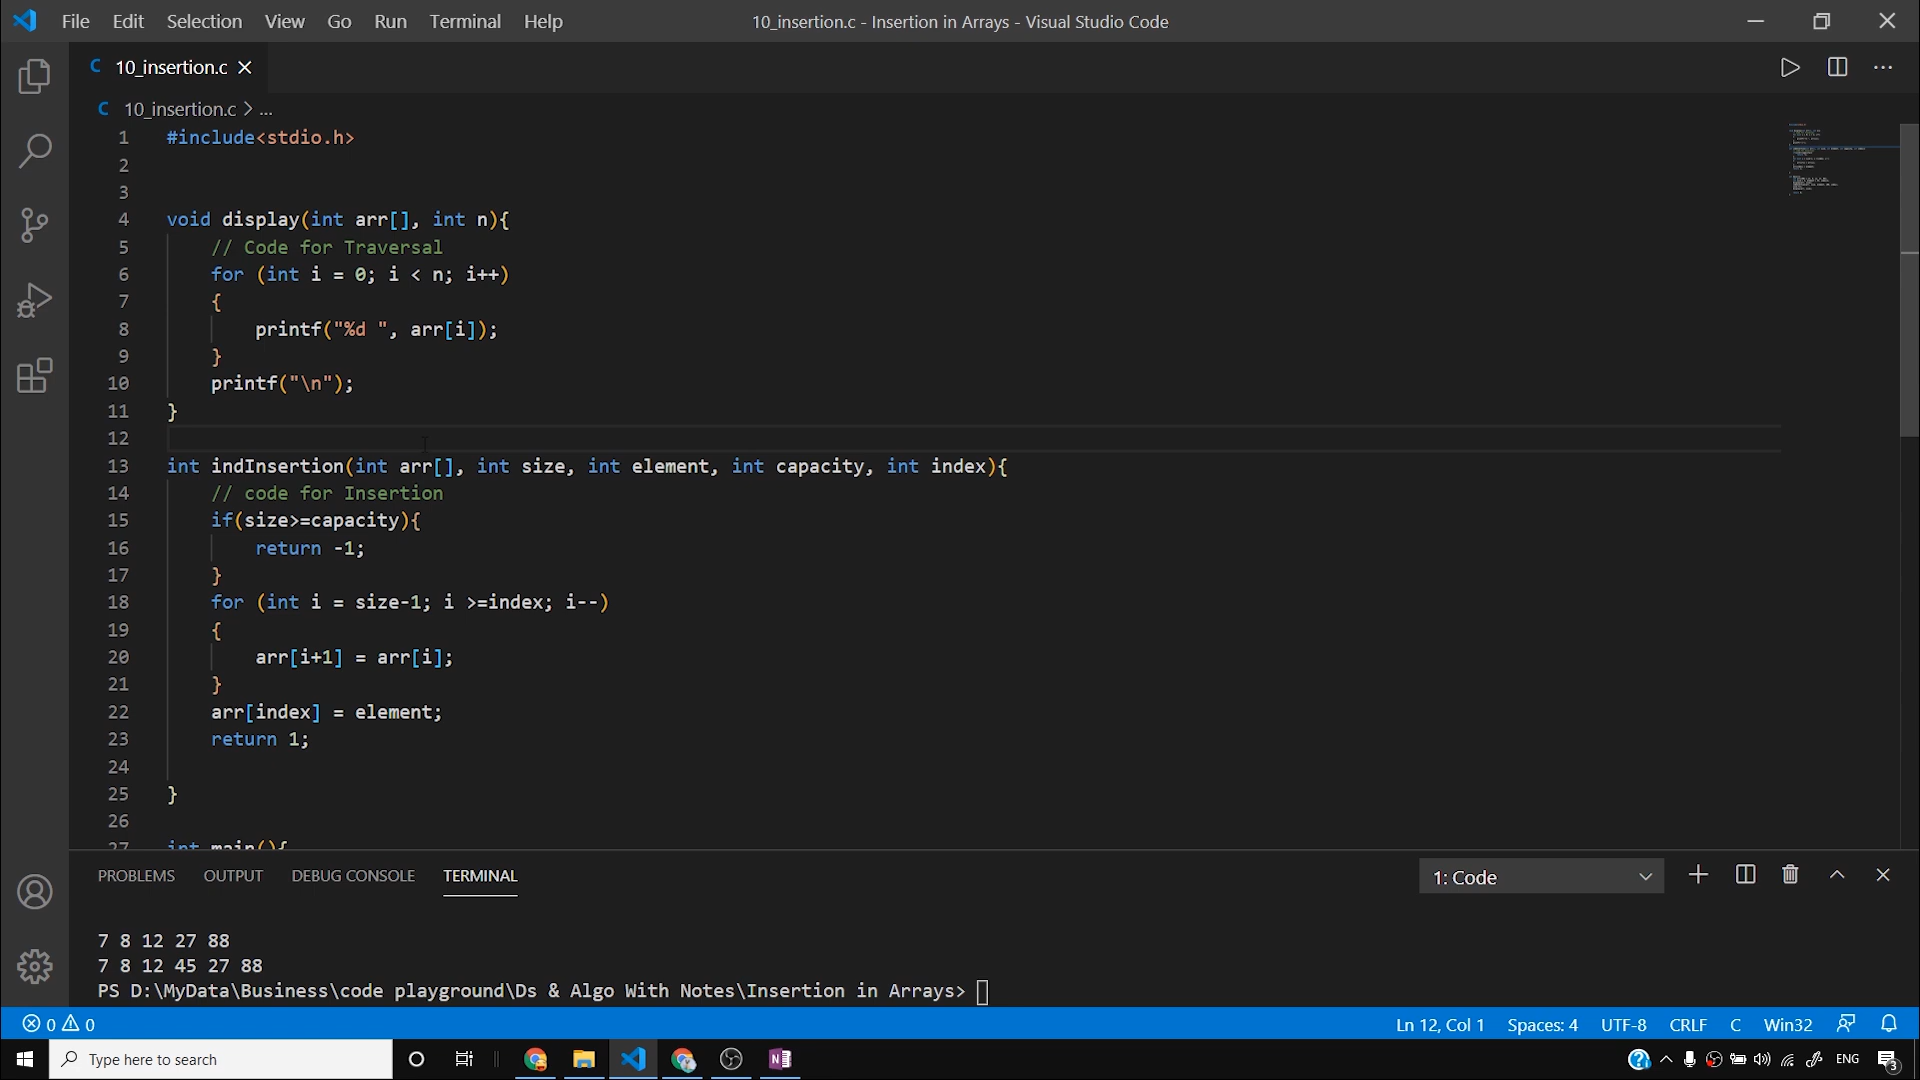 File Edit Selection View Go Run Terminal Help 10_insertion.c - Insertion in Arrays - Visual Studio Code
C 10_insertion.c
C 10_insertion.c > ...
1 #include<stdio.h>
2
3
4 void display(int arr[], int n){
5 // Code for Traversal
6 for (int i = 0; i < n; i++)
7 {
8 printf("%d ", arr[i]);
9 }
10 printf("\n");
11 }
12
13 int indInsertion(int arr[], int size, int element, int capacity, int index){
14 // code for Insertion
15 if(size>=capacity){
16 return -1;
17 }
18 for (int i = size-1; i >=index; i--)
19 {
20 arr[i+1] = arr[i];
21 }
22 arr[index] = element;
23 return 1;
24
25 }
26
27 int main(){
PROBLEMS OUTPUT DEBUG CONSOLE TERMINAL 1: Code
7 8 12 27 88
7 8 12 45 27 88
PS D:\MyData\Business\code playground\Ds & Algo With Notes\Insertion in Arrays>
0 0 Ln 12, Col 1 Spaces: 4 UTF-8 CRLF C Win32
Type here to search ENG 3